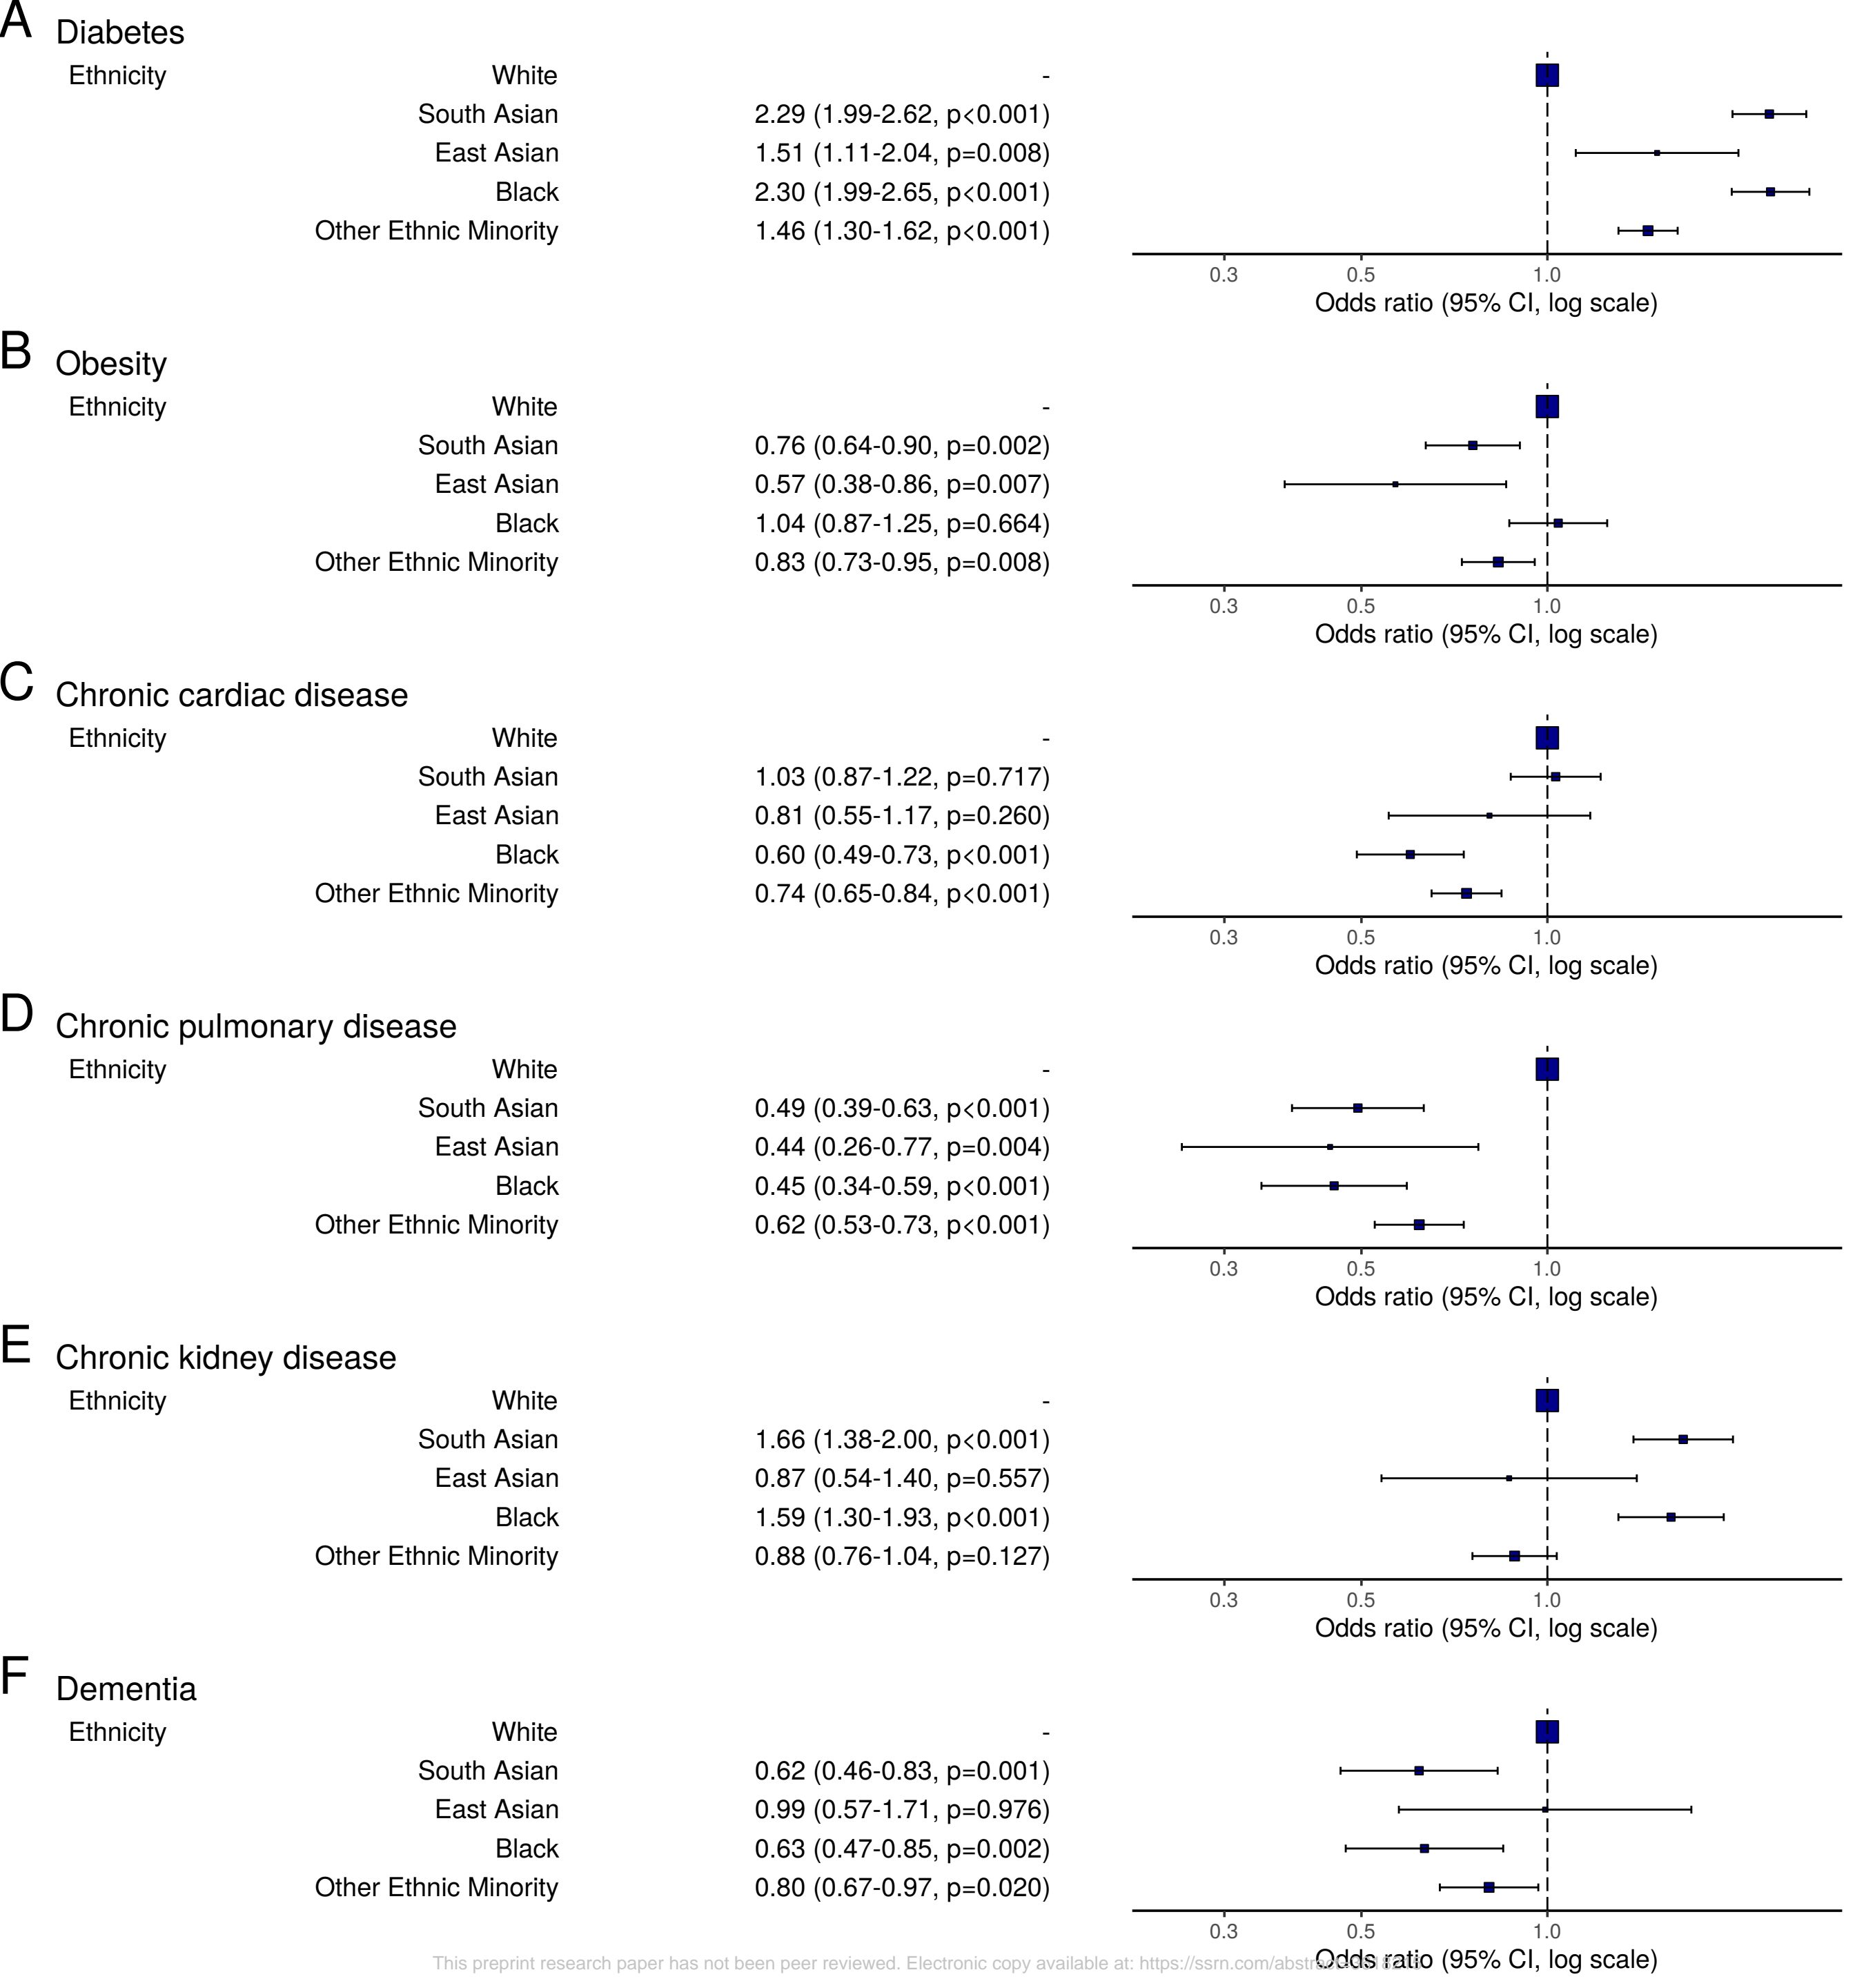 A Diabetes
Ethnicity White -
South Asian 2.29 (1.99-2.62, p<0.001)
East Asian 1.51 (1.11-2.04, p=0.008)
Black 2.30 (1.99-2.65, p<0.001)
Other Ethnic Minority 1.46 (1.30-1.62, p<0.001)
0.3 0.5 1.0
Odds ratio (95% CI, log scale)
B Obesity
Ethnicity White -
South Asian 0.76 (0.64-0.90, p=0.002)
East Asian 0.57 (0.38-0.86, p=0.007)
Black 1.04 (0.87-1.25, p=0.664)
Other Ethnic Minority 0.83 (0.73-0.95, p=0.008)
0.3 0.5 1.0
Odds ratio (95% CI, log scale)
C Chronic cardiac disease
Ethnicity White -
South Asian 1.03 (0.87-1.22, p=0.717)
East Asian 0.81 (0.55-1.17, p=0.260)
Black 0.60 (0.49-0.73, p<0.001)
Other Ethnic Minority 0.74 (0.65-0.84, p<0.001)
0.3 0.5 1.0
Odds ratio (95% CI, log scale)
D Chronic pulmonary disease
Ethnicity White -
South Asian 0.49 (0.39-0.63, p<0.001)
East Asian 0.44 (0.26-0.77, p=0.004)
Black 0.45 (0.34-0.59, p<0.001)
Other Ethnic Minority 0.62 (0.53-0.73, p<0.001)
0.3 0.5 1.0
Odds ratio (95% CI, log scale)
E Chronic kidney disease
Ethnicity White -
South Asian 1.66 (1.38-2.00, p<0.001)
East Asian 0.87 (0.54-1.40, p=0.557)
Black 1.59 (1.30-1.93, p<0.001)
Other Ethnic Minority 0.88 (0.76-1.04, p=0.127)
0.3 0.5 1.0
Odds ratio (95% CI, log scale)
F Dementia
Ethnicity White -
South Asian 0.62 (0.46-0.83, p=0.001)
East Asian 0.99 (0.57-1.71, p=0.976)
Black 0.63 (0.47-0.85, p=0.002)
Other Ethnic Minority 0.80 (0.67-0.97, p=0.020)
0.3 0.5 1.0
Odds ratio (95% CI, log scale)
This preprint research paper has not been peer reviewed. Electronic copy available at: